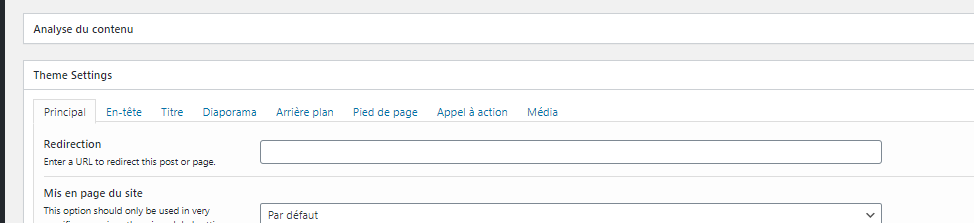 Analyse du contenu
Theme Settings
Principal En-tête Titre Diaporama Arrière plan Pied de page Appel à action Média
Redirection
Enter a URL to redirect this post or page.
Mis en page du site
This option should only be used in very
Par défaut